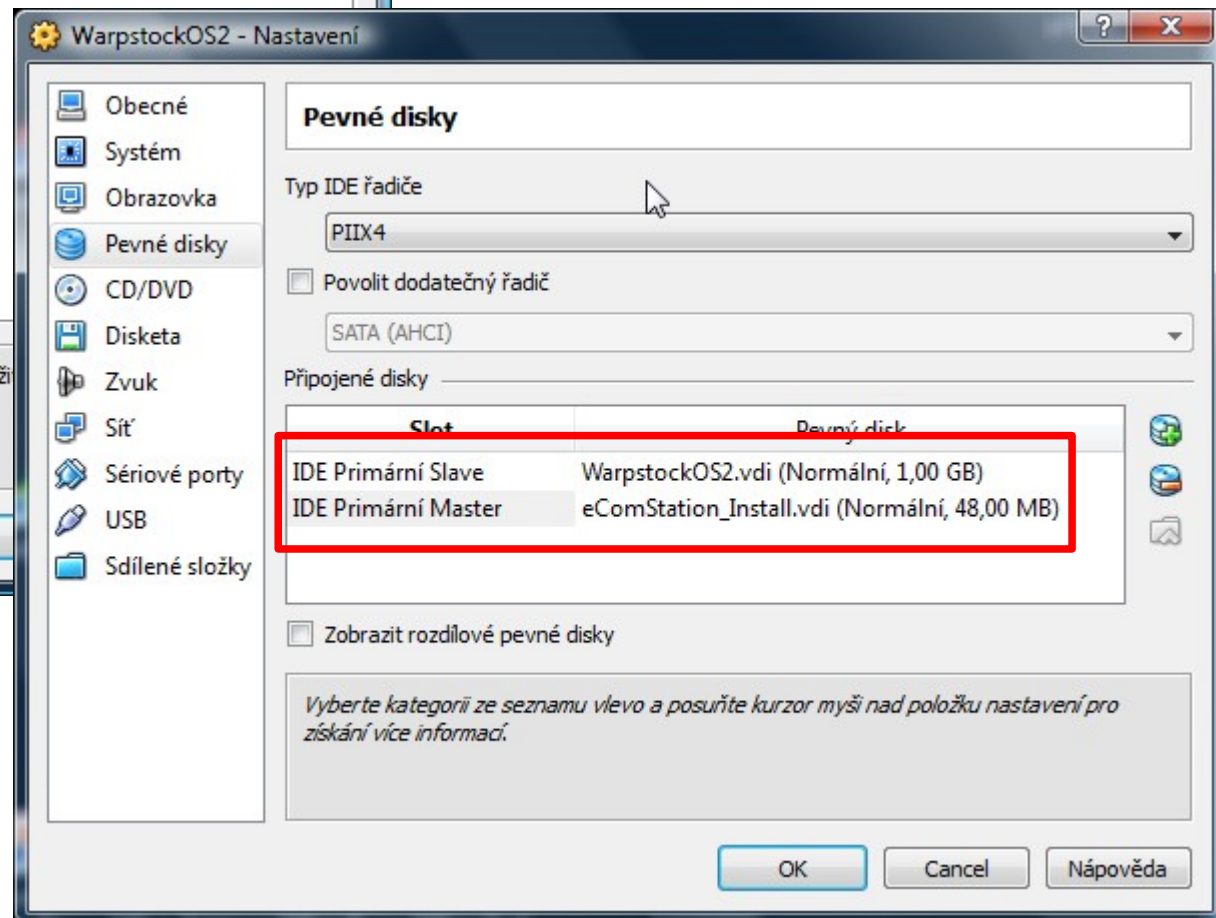 WarpstockOS2 - Nastavení
Obecné
Systém
Obrazovka
Pevné disky
CD/DVD
Disketa
Zvuk
Síť
Sériové porty
USB
Sdílené složky
Pevné disky
Typ IDE řadiče
PIIX4
Povolit dodatečný řadič
SATA (AHCI)
Připojené disky
Slot Pevný disk
IDE Primární Slave WarpstockOS2.vdi (Normální, 1,00 GB)
IDE Primární Master eComStation_Install.vdi (Normální, 48,00 MB)
Zobrazit rozdílové pevné disky
Vyberte kategorii ze seznamu vlevo a posuňte kurzor myši nad položku nastavení pro
získání více informací.
OK Cancel Nápověda